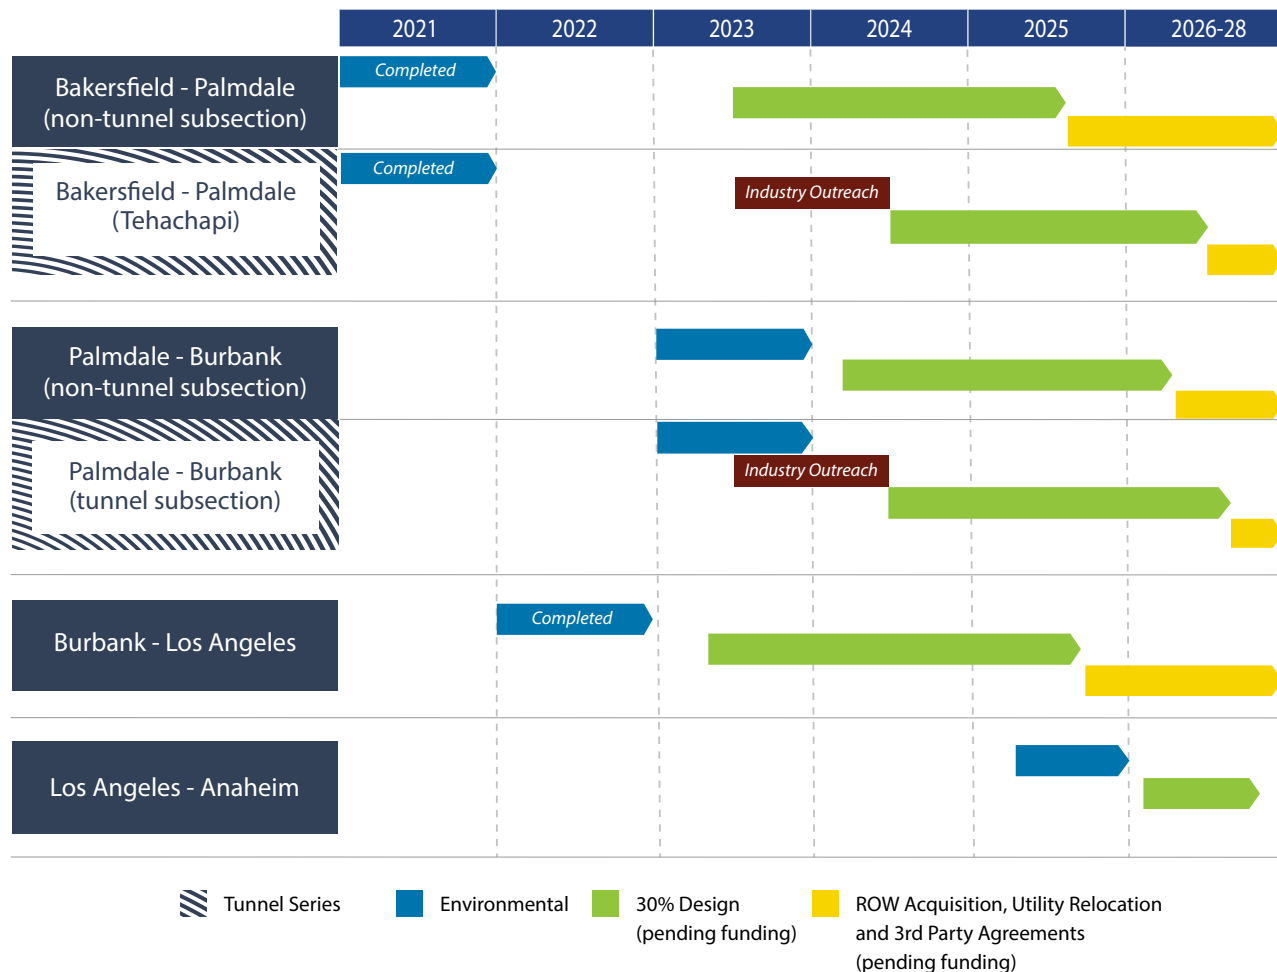 2021 2022 2023 2024 2025 2026-28
Bakersfield - Palmdale
(non-tunnel subsection)
Completed
Bakersfield - Palmdale
(Tehachapi)
Completed
Industry Outreach
Palmdale - Burbank
(non-tunnel subsection)
Palmdale - Burbank
(tunnel subsection)
Industry Outreach
Burbank - Los Angeles
Completed
Los Angeles - Anaheim
Tunnel Series
Environmental
30% Design
(pending funding)
ROW Acquisition, Utility Relocation
and 3rd Party Agreements
(pending funding)